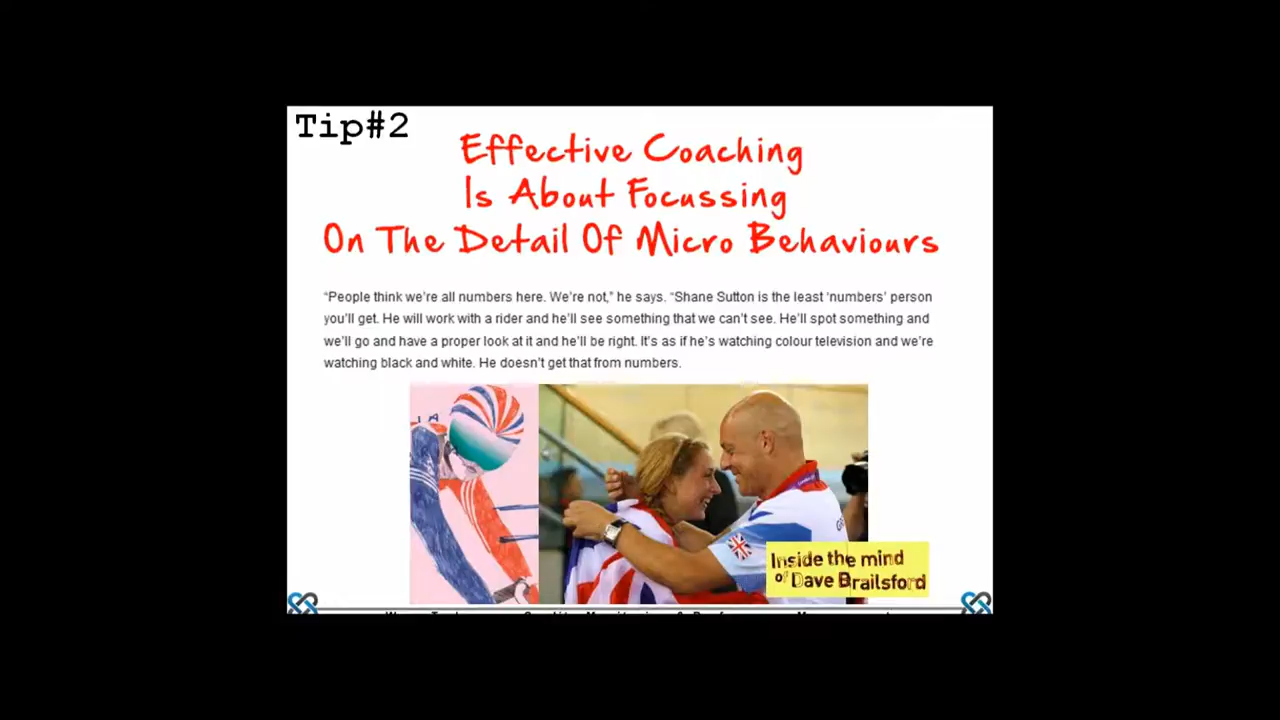 Tip#2
Effective Coaching
Is About Focussing
On The Detail Of Micro Behaviours
“People think we’re all numbers here. We’re not,” he says. “Shane Sutton is the least ‘numbers’ person
you’ll get. He will work with a rider and he’ll see something that we can’t see. He’ll spot something and
we’ll go and have a proper look at it and he’ll be right. It’s as if he’s watching colour television and we’re
watching black and white. He doesn’t get that from numbers.
Inside the mind
of Dave Brailsford